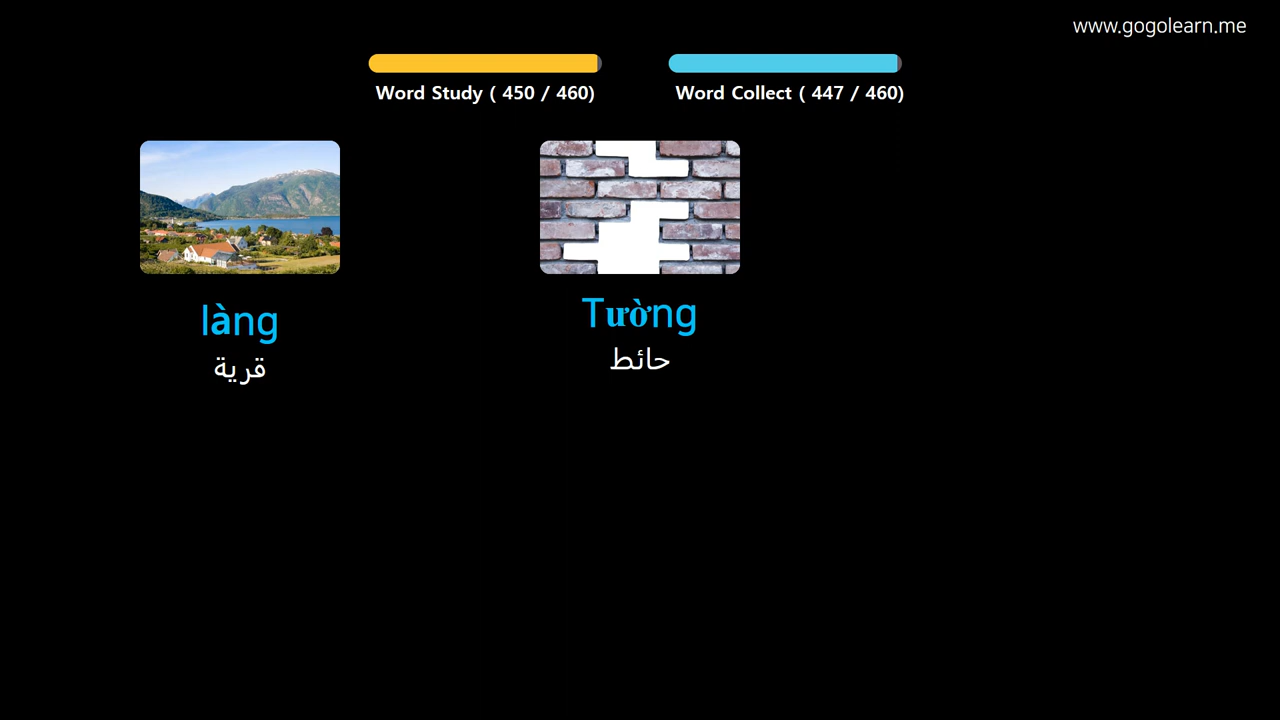 www.gogolearn.me
Word Study ( 450 / 460)
Word Collect ( 447 / 460)
làng
قرية
Tường
حائط